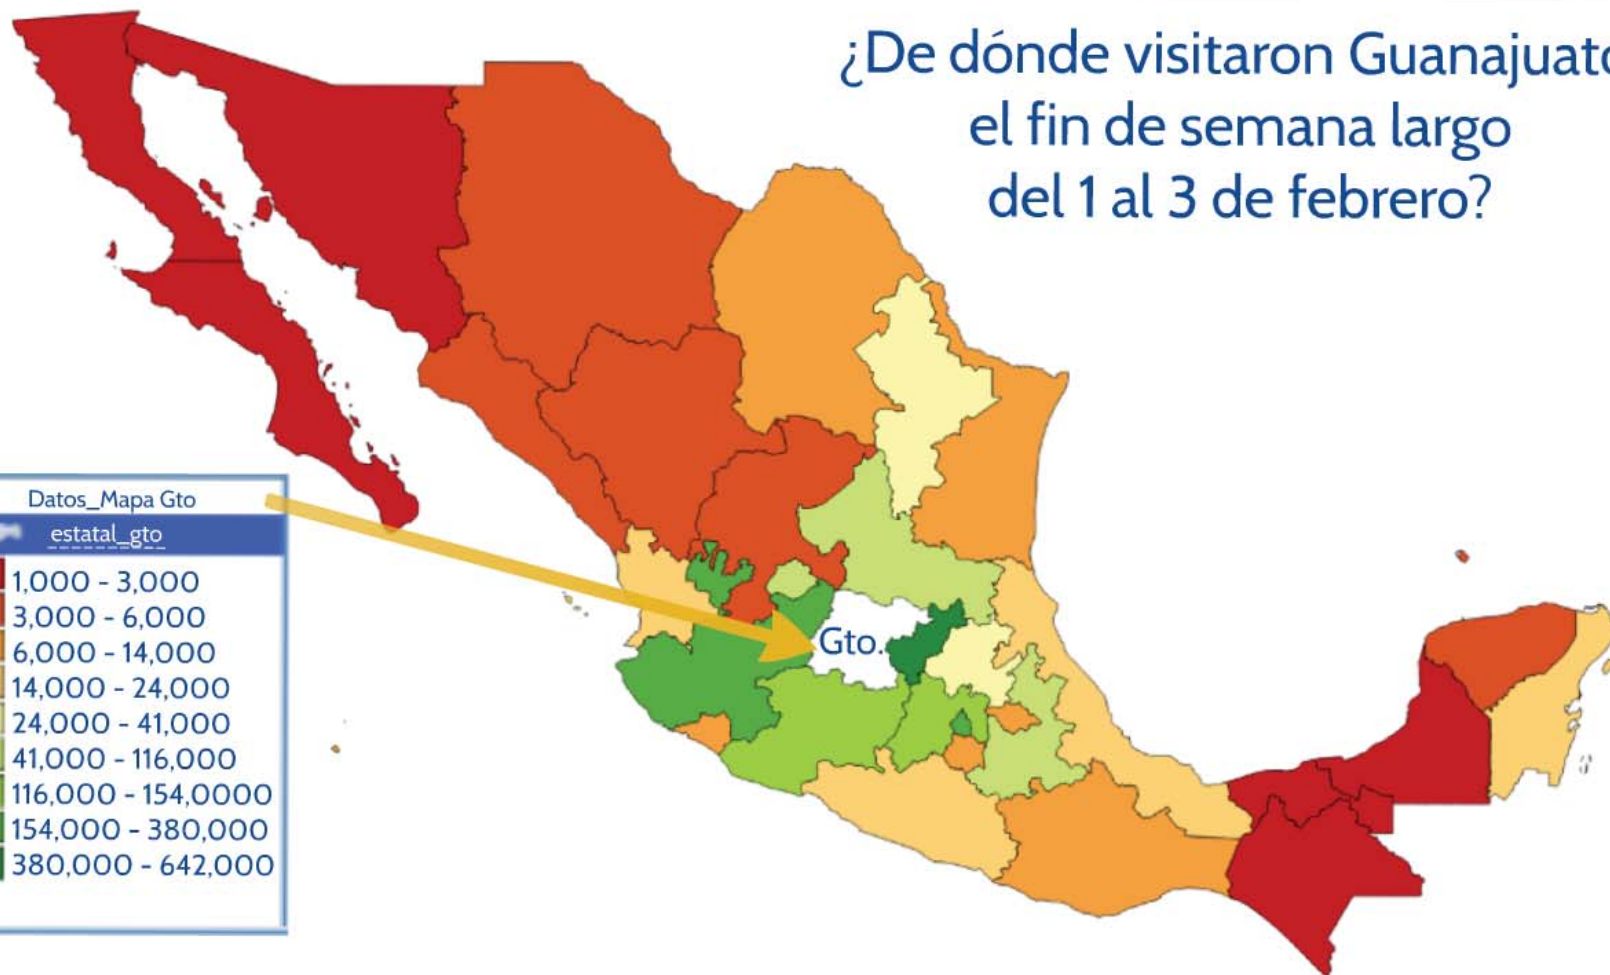 ¿De dónde visitaron Guanajuato
el fin de semana largo
del 1 al 3 de febrero?
Datos_Mapa Gto
estatal_gto
1,000 - 3,000
3,000 - 6,000
6,000 - 14,000
14,000 - 24,000
24,000 - 41,000
41,000 - 116,000
116,000 - 154,0000
154,000 - 380,000
380,000 - 642,000
Gto.